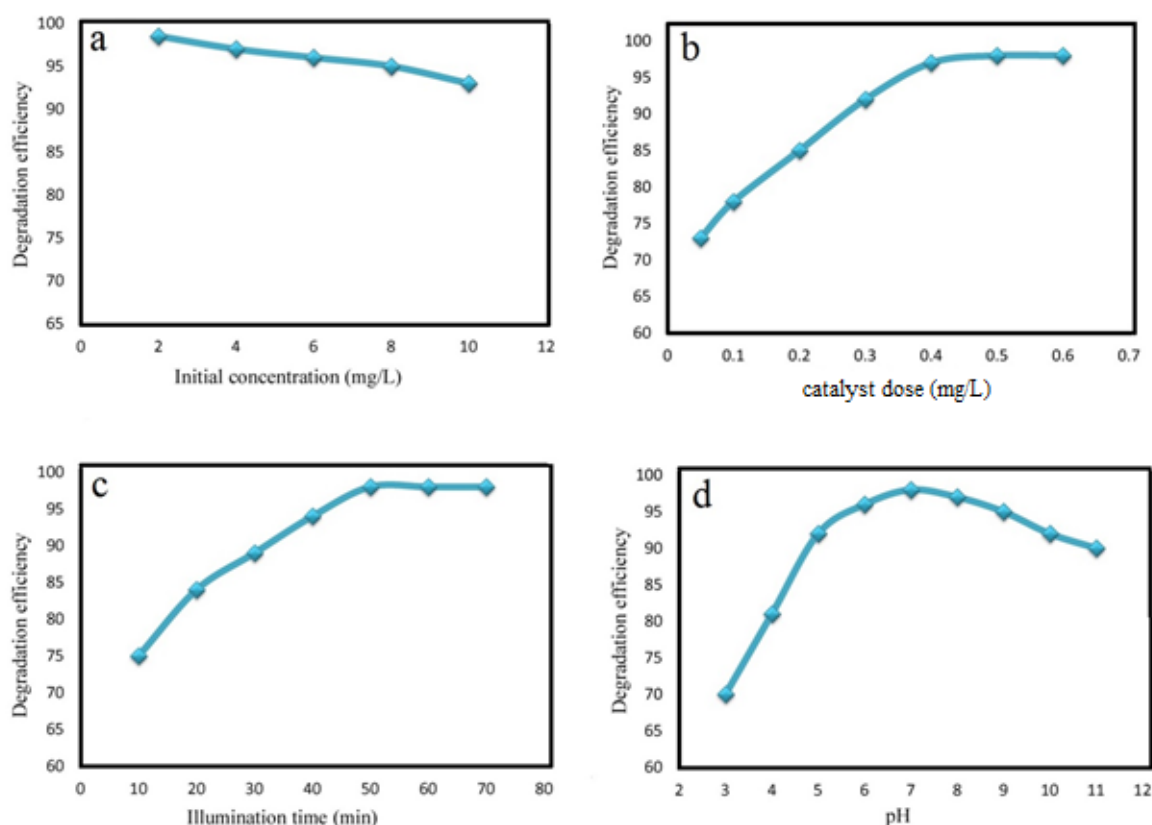 a
Degradation efficiency
100
95
90
85
80
75
70
65
0 2 4 6 8 10 12
Initial concentration (mg/L)
b
Degradation efficiency
100
95
90
85
80
75
70
65
60
0 0.1 0.2 0.3 0.4 0.5 0.6 0.7
catalyst dose (mg/L)
c
Degradation efficiency
100
95
90
85
80
75
70
65
60
0 10 20 30 40 50 60 70 80
Illumination time (min)
d
Degradation efficiency
100
95
90
85
80
75
70
65
60
2 3 4 5 6 7 8 9 10 11 12
pH